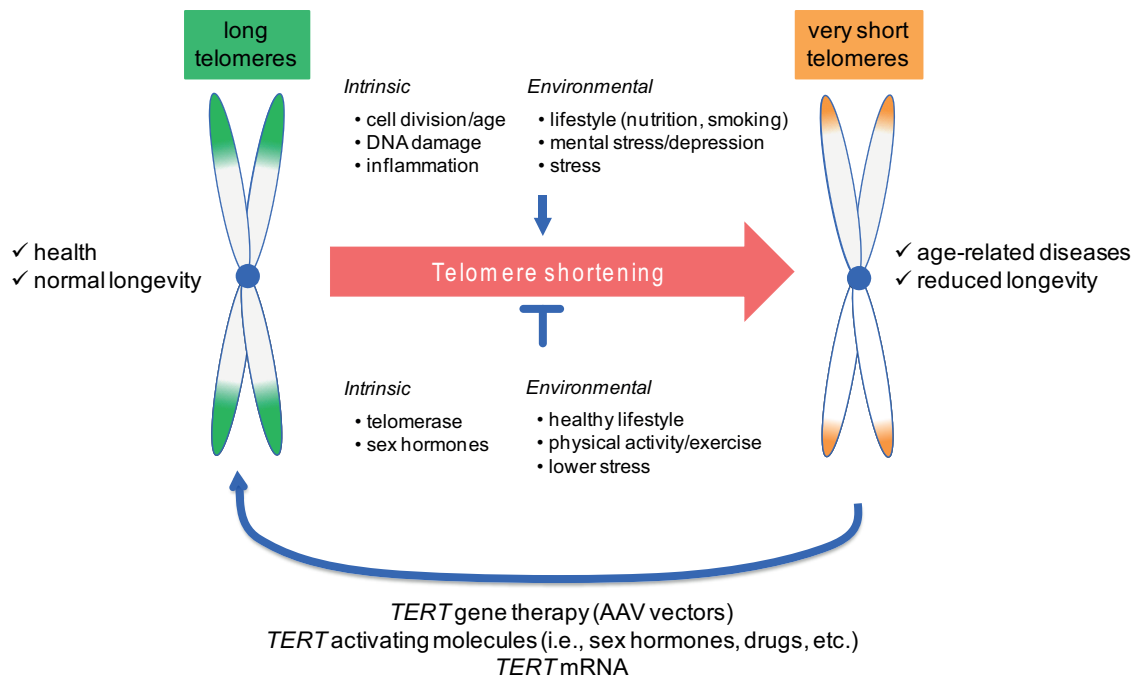 long
telomeres
very short
telomeres
Intrinsic
• cell division/age
• DNA damage
• inflammation
Environmental
• lifestyle (nutrition, smoking)
• mental stress/depression
• stress
✓ health
✓ normal longevity
Telomere shortening
✓ age-related diseases
✓ reduced longevity
Intrinsic
• telomerase
• sex hormones
Environmental
• healthy lifestyle
• physical activity/exercise
• lower stress
TERT gene therapy (AAV vectors)
TERT activating molecules (i.e., sex hormones, drugs, etc.)
TERT mRNA